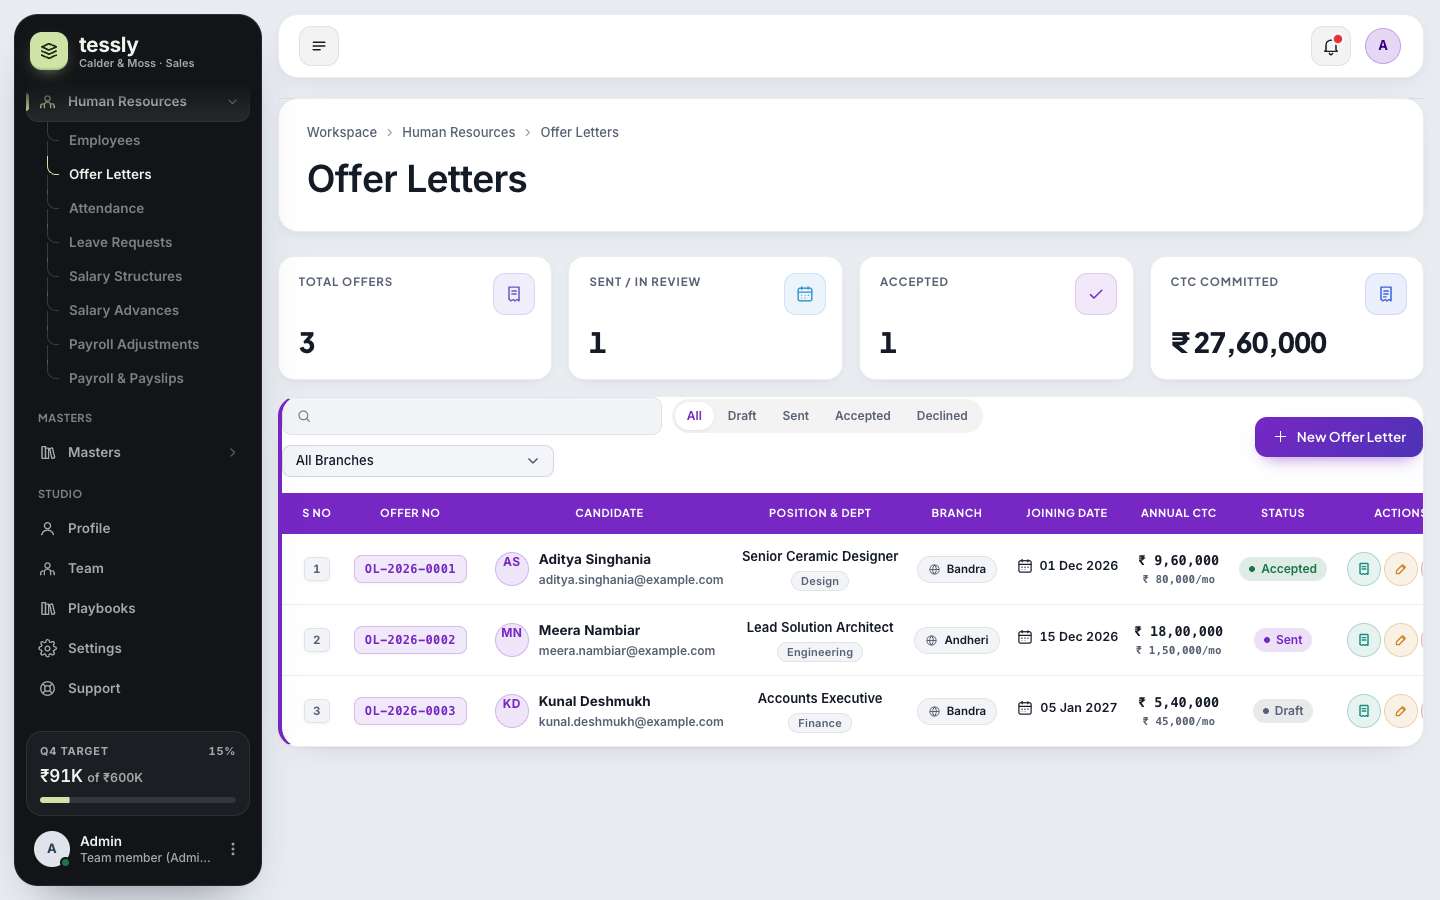 tessly
Calder & Moss · Sales
Human Resources
Employees
Offer Letters
Attendance
Leave Requests
Salary Structures
Salary Advances
Payroll Adjustments
Payroll & Payslips
MASTERS
Masters
STUDIO
Profile
Team
Playbooks
Settings
Support
Q4 TARGET 15%
₹91K of ₹600K
A
Admin
Team member (Admi...
A
Workspace > Human Resources > Offer Letters
Offer Letters
TOTAL OFFERS
3
SENT / IN REVIEW
1
ACCEPTED
1
CTC COMMITTED
₹27,60,000
All Draft Sent Accepted Declined
All Branches
+ New Offer Letter
S NO OFFER NO CANDIDATE POSITION & DEPT BRANCH JOINING DATE ANNUAL CTC STATUS ACTIONS
1 OL-2026-0001 AS Aditya Singhania aditya.singhania@example.com Senior Ceramic Designer Design Bandra 01 Dec 2026 ₹ 9,60,000 ₹ 80,000/mo Accepted
2 OL-2026-0002 MN Meera Nambiar meera.nambiar@example.com Lead Solution Architect Engineering Andheri 15 Dec 2026 ₹ 18,00,000 ₹ 1,50,000/mo Sent
3 OL-2026-0003 KD Kunal Deshmukh kunal.deshmukh@example.com Accounts Executive Finance Bandra 05 Jan 2027 ₹ 5,40,000 ₹ 45,000/mo Draft